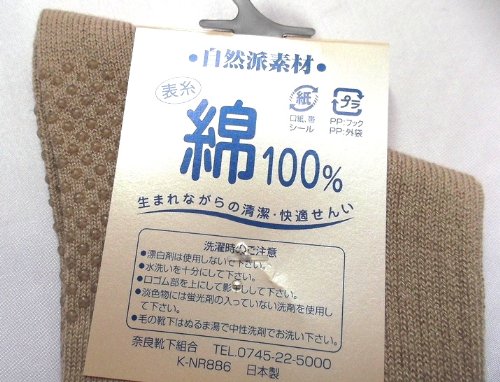 ・自然派素材・
表糸
綿100%
紙
口紙、帯
シール
プラ
PP:フック
PP:外袋
生まれながらの清潔・快適せんい
洗濯時のご注意
●漂白剤は使用しないで下さい。
●水洗いを十分にして下さい。
●口ゴム部を上にして影干しして下さい。
●淡色物には蛍光剤の入っていない洗剤を使用して下さい。
●毛の靴下はぬるま湯で中性洗剤でお洗い下さい。
奈良靴下組合 TEL.0745-22-5000
K-NR886 日本製